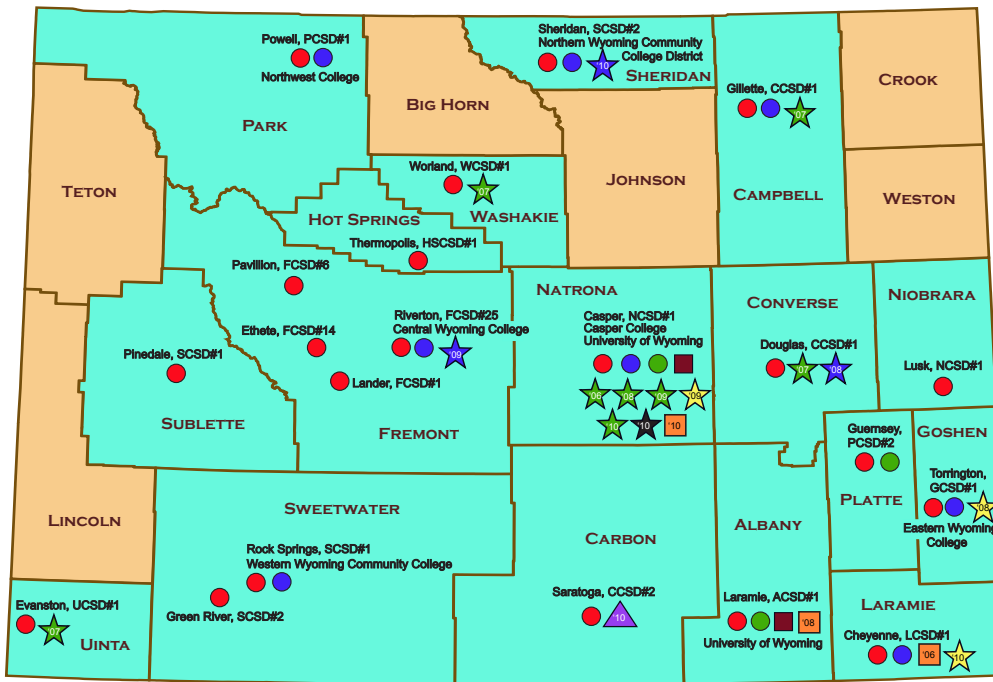 Powell, PCSD#1
Northwest College
PARK
BIG HORN
Sheridan, SCSD#2
Northern Wyoming Community
College District
'10
SHERIDAN
Gillette, CCSD#1
'07
CAMPBELL
CROOK
WESTON
TETON
JOHNSON
Worland, WCSD#1
'07
WASHAKIE
HOT SPRINGS
Thermopolis, HSCSD#1
Pavillion, FCSD#6
Ethete, FCSD#14
Riverton, FCSD#25
Central Wyoming College
'09
Lander, FCSD#1
FREMONT
Pinedale, SCSD#1
SUBLETTE
NATRONA
Casper, NCSD#1
Casper College
University of Wyoming
'06 '08 '09 '09
'10 '10 '10
CONVERSE
Douglas, CCSD#1
'07 '08
NIOBRARA
Lusk, NCSD#1
Guernsey,
PCSD#2
PLATTE
GOSHEN
Torrington,
GCSD#1
'08
Eastern Wyoming
College
LINCOLN
SWEETWATER
Rock Springs, SCSD#1
Western Wyoming Community College
Green River, SCSD#2
CARBON
Saratoga, CCSD#2
'10
ALBANY
Laramie, ACSD#1
'08
University of Wyoming
LARAMIE
Cheyenne, LCSD#1
'06 '10
Evanston, UCSD#1
'07
UINTA